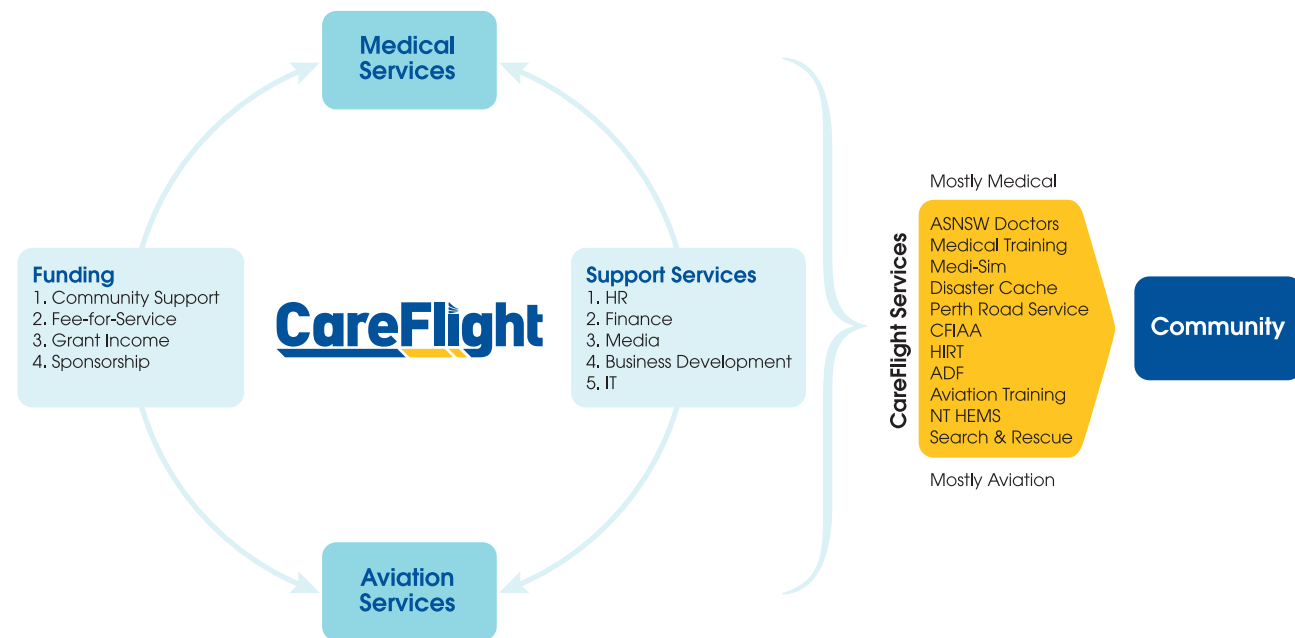 Medical
Services
Funding
1. Community Support
2. Fee-for-Service
3. Grant Income
4. Sponsorship
CareFlight
Support Services
1. HR
2. Finance
3. Media
4. Business Development
5. IT
Aviation
Services
CareFlight Services
Mostly Medical
ASNSW Doctors
Medical Training
Medi-Sim
Disaster Cache
Perth Road Service
CFIAA
HIRT
ADF
Aviation Training
NT HEMS
Search & Rescue
Mostly Aviation
Community